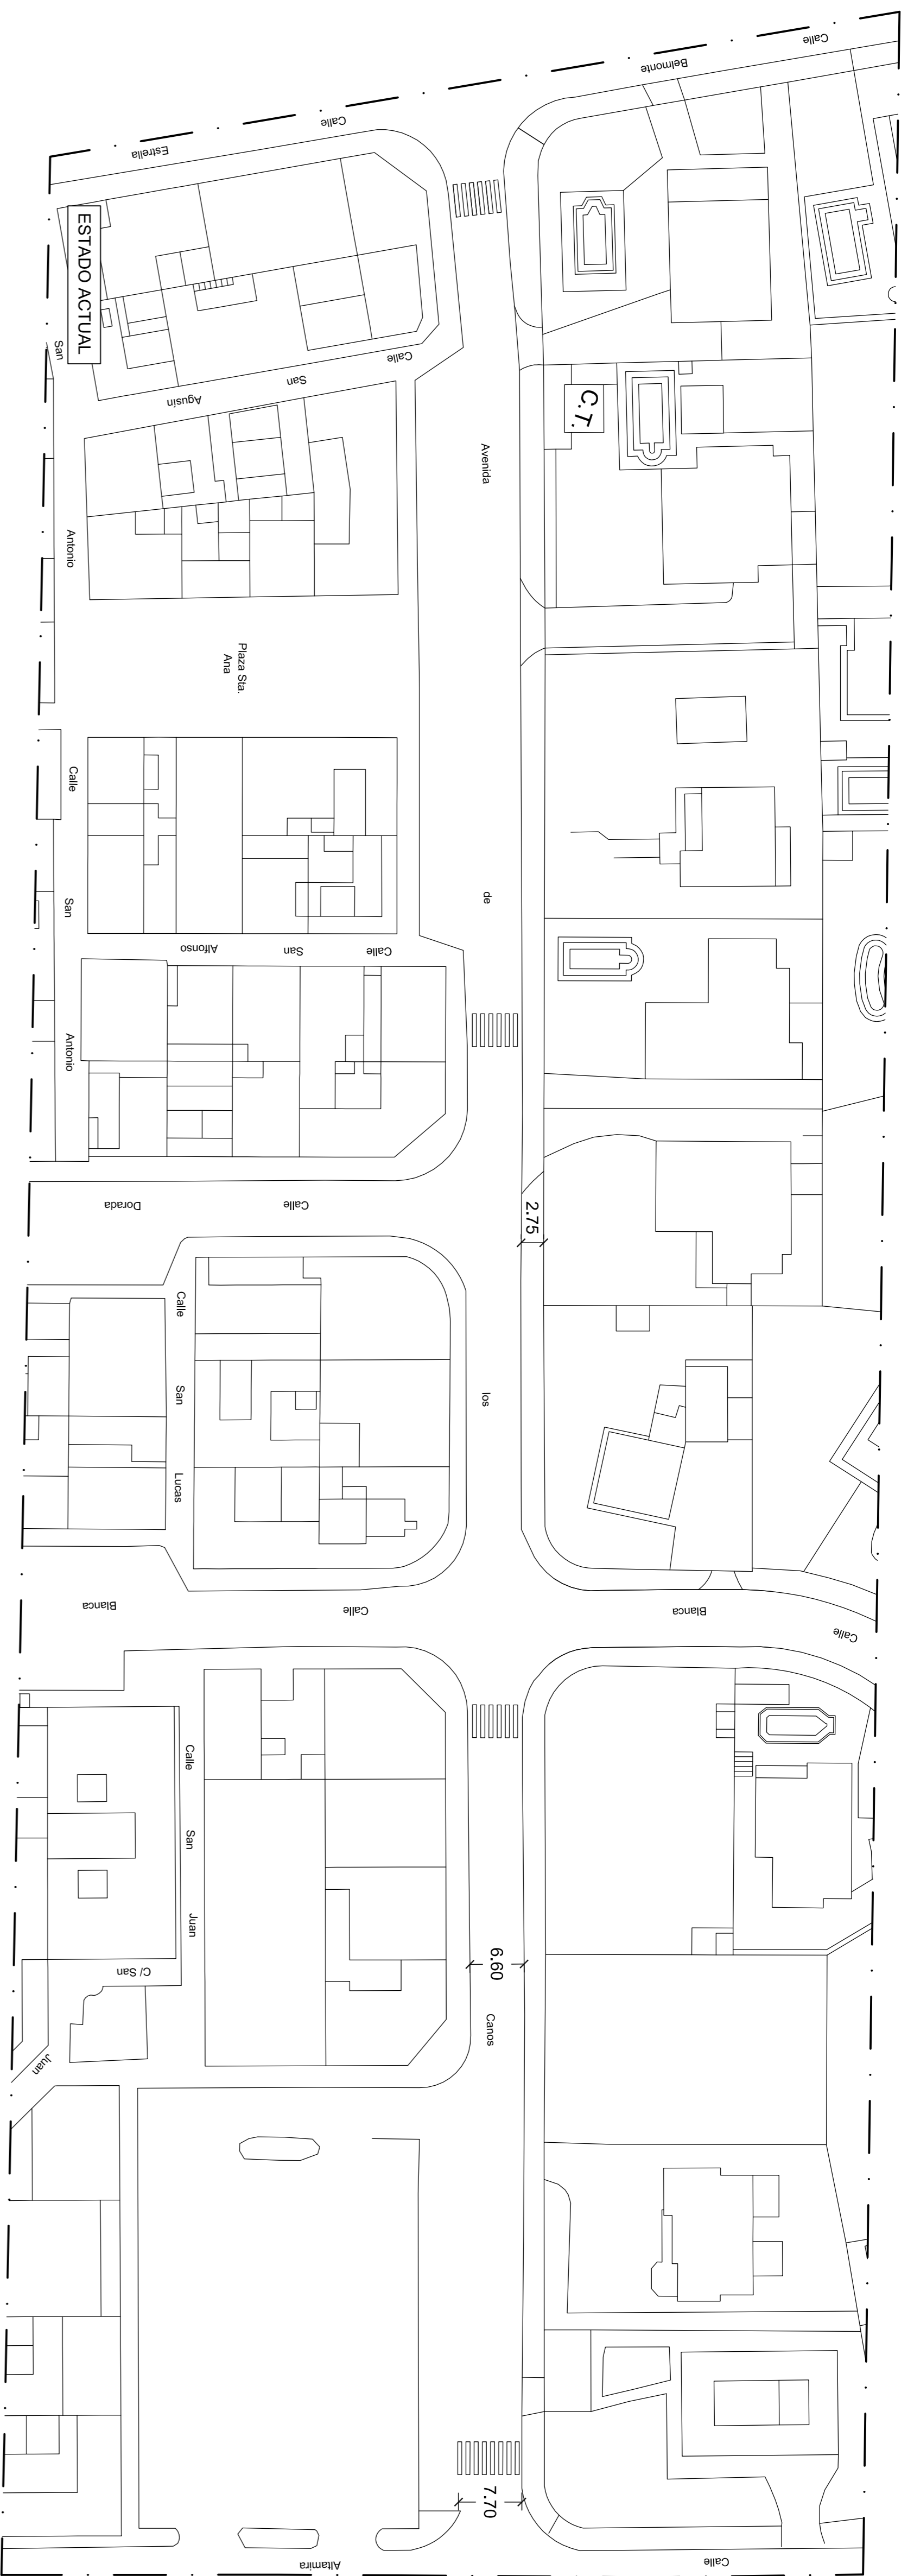 Calle
Belmonte
Calle
Estrella
ESTADO ACTUAL
San
Calle
San
Agusín
C.T.
Avenida
Antonio
Plaza Sta.
Ana
Calle
de
San
Calle
San
Alfonso
Antonio
Calle
Dorada
2.75
Calle
San
Lucas
los
Calle
Blanca
Calle
Blanca
Calle
San
Juan
C/ San
Juan
6.60
Canos
7.70
Calle
Altamira